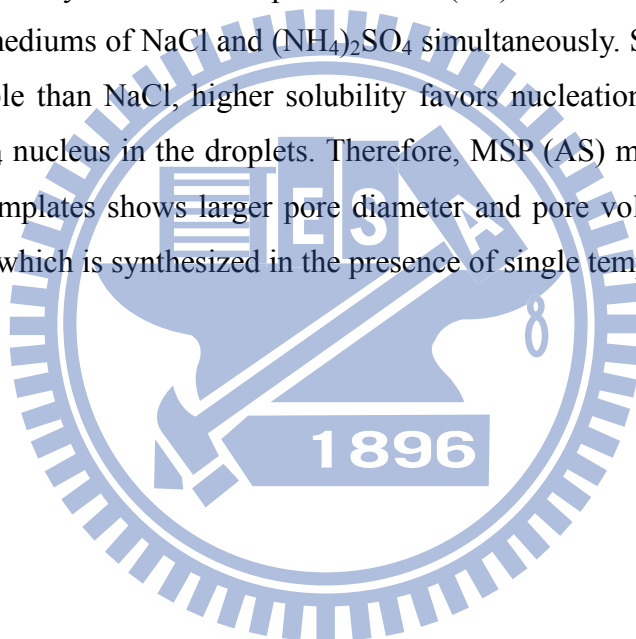 mediums of NaCl and (NH₄)₂SO₄ simultaneously. S
ble than NaCl, higher solubility favors nucleation
nucleus in the droplets. Therefore, MSP (AS) m
mplates shows larger pore diameter and pore vol
which is synthesized in the presence of single tem
E S A
1896